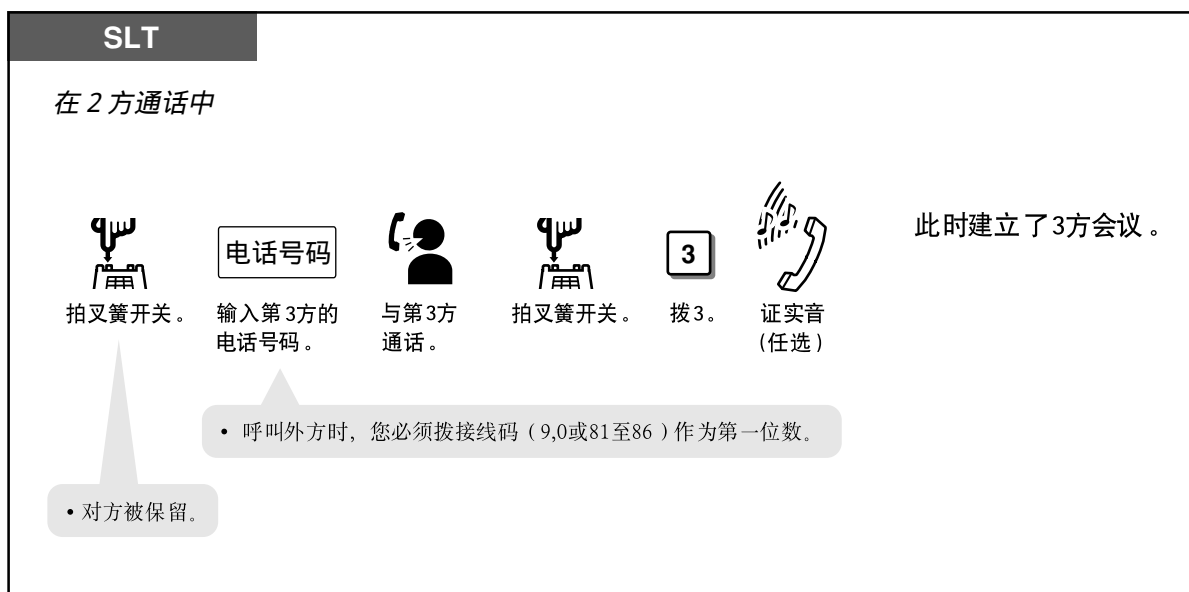 SLT
在 2 方通话中
电话号码
3
此时建立了3方会议。
拍叉簧开关。
输入第3方的
电话号码。
与第3方
通话。
拍叉簧开关。
拨3。
证实音
(任选)
• 呼叫外方时, 您必须拨接线码(9,0或81至86)作为第一位数。
• 对方被保留。